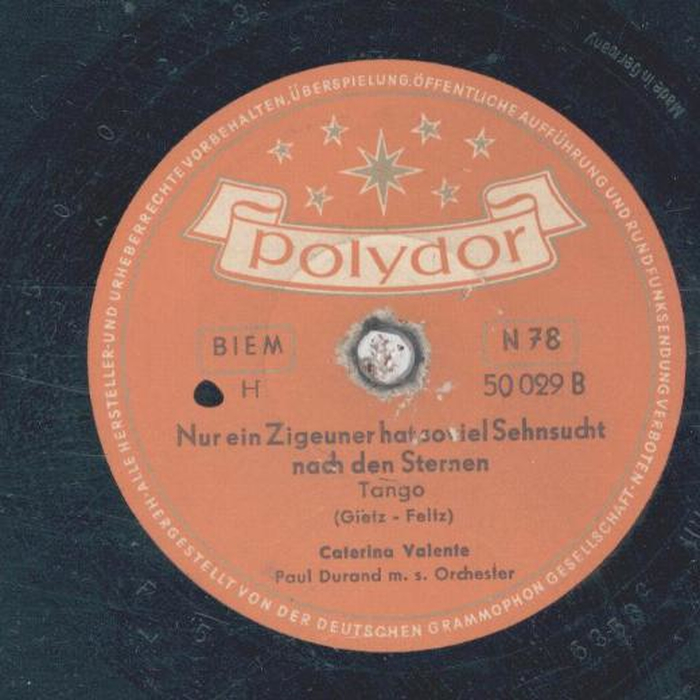 ALLE HERSTELLER- UND URHEBERRECHTE VORBEHALTEN, ÜBERSPIELUNG, ÖFFENTLICHE AUFFÜHRUNG UND RUNDFUNKSENDUNG VERBOTEN ·
HERGESTELLT VON DER DEUTSCHEN GRAMMOPHON GESELLSCHAFT ·
Made in Germany
polydor
BIEM N 78
H 50 029 B
Nur ein Zigeuner hat soviel Sehnsucht
nach den Sternen
Tango
(Gietz - Feltz)
Caterina Valente
Paul Durand m. s. Orchester